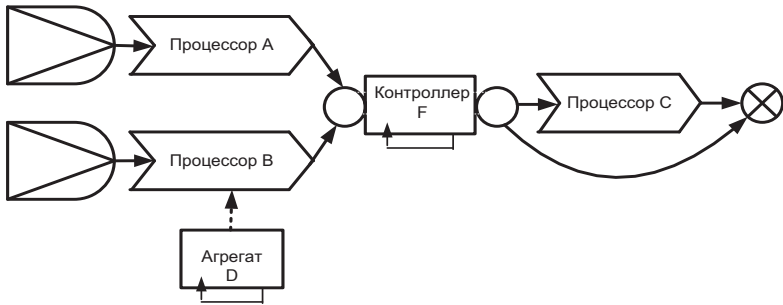 Процессор A
Контроллер
F
Процессор C
Процессор B
Агрегат
D